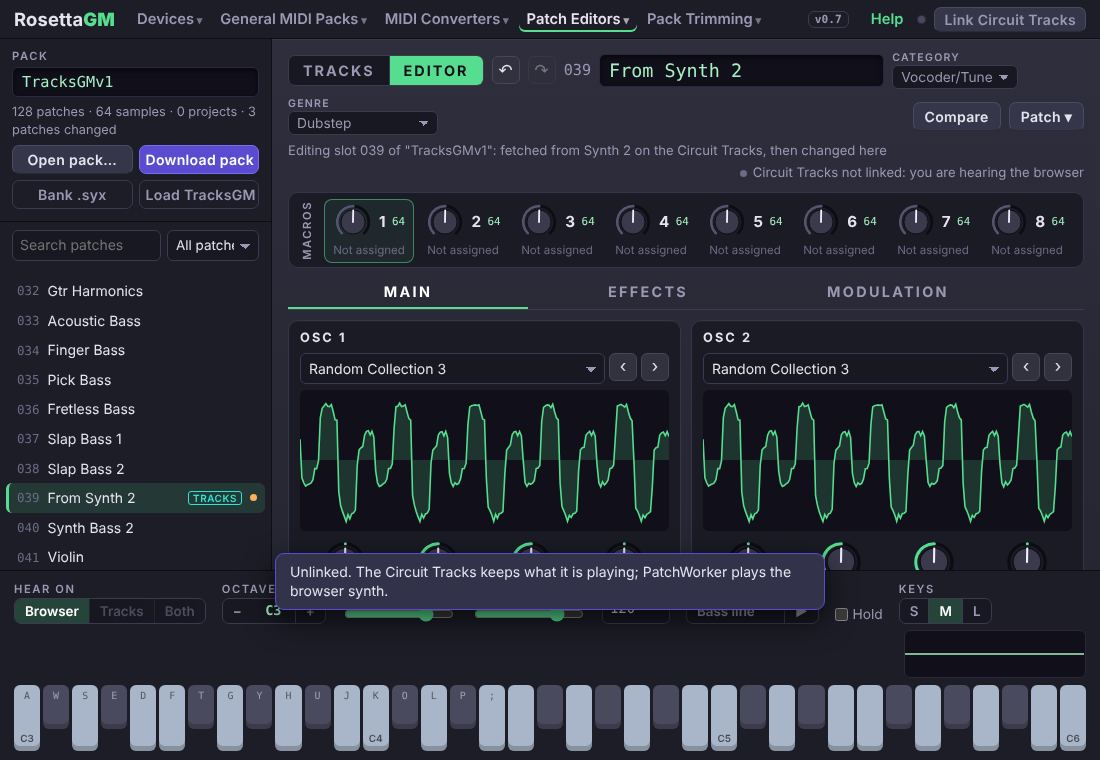 RosettaGM Devices▾ General MIDI Packs▾ MIDI Converters▾ Patch Editors▾ Pack Trimming▾ v0.7 Help Link Circuit Tracks
PACK
TracksGMv1
128 patches · 64 samples · 0 projects · 3
patches changed
Open pack... Download pack
Bank .syx Load TracksGM
Search patches All patche
032 Gtr Harmonics
033 Acoustic Bass
034 Finger Bass
035 Pick Bass
036 Fretless Bass
037 Slap Bass 1
038 Slap Bass 2
039 From Synth 2 TRACKS
040 Synth Bass 2
041 Violin
TRACKS EDITOR ↶ ↷ 039 From Synth 2
CATEGORY
Vocoder/Tune
GENRE
Dubstep
Compare Patch ▾
Editing slot 039 of "TracksGMv1": fetched from Synth 2 on the Circuit Tracks, then changed here
Circuit Tracks not linked: you are hearing the browser
MACROS
1 64 2 64 3 64 4 64 5 64 6 64 7 64 8 64
Not assigned Not assigned Not assigned Not assigned Not assigned Not assigned Not assigned Not assigned
MAIN EFFECTS MODULATION
OSC 1
Random Collection 3 ‹ ›
OSC 2
Random Collection 3 ‹ ›
Unlinked. The Circuit Tracks keeps what it is playing; PatchWorker plays the
browser synth.
HEAR ON
Browser Tracks Both
OCTAVE
– C3 +
120
Bass line ▶
Hold
KEYS
S M L
A W S E D F T G Y H U J K O L P ;
C3 C4 C5 C6